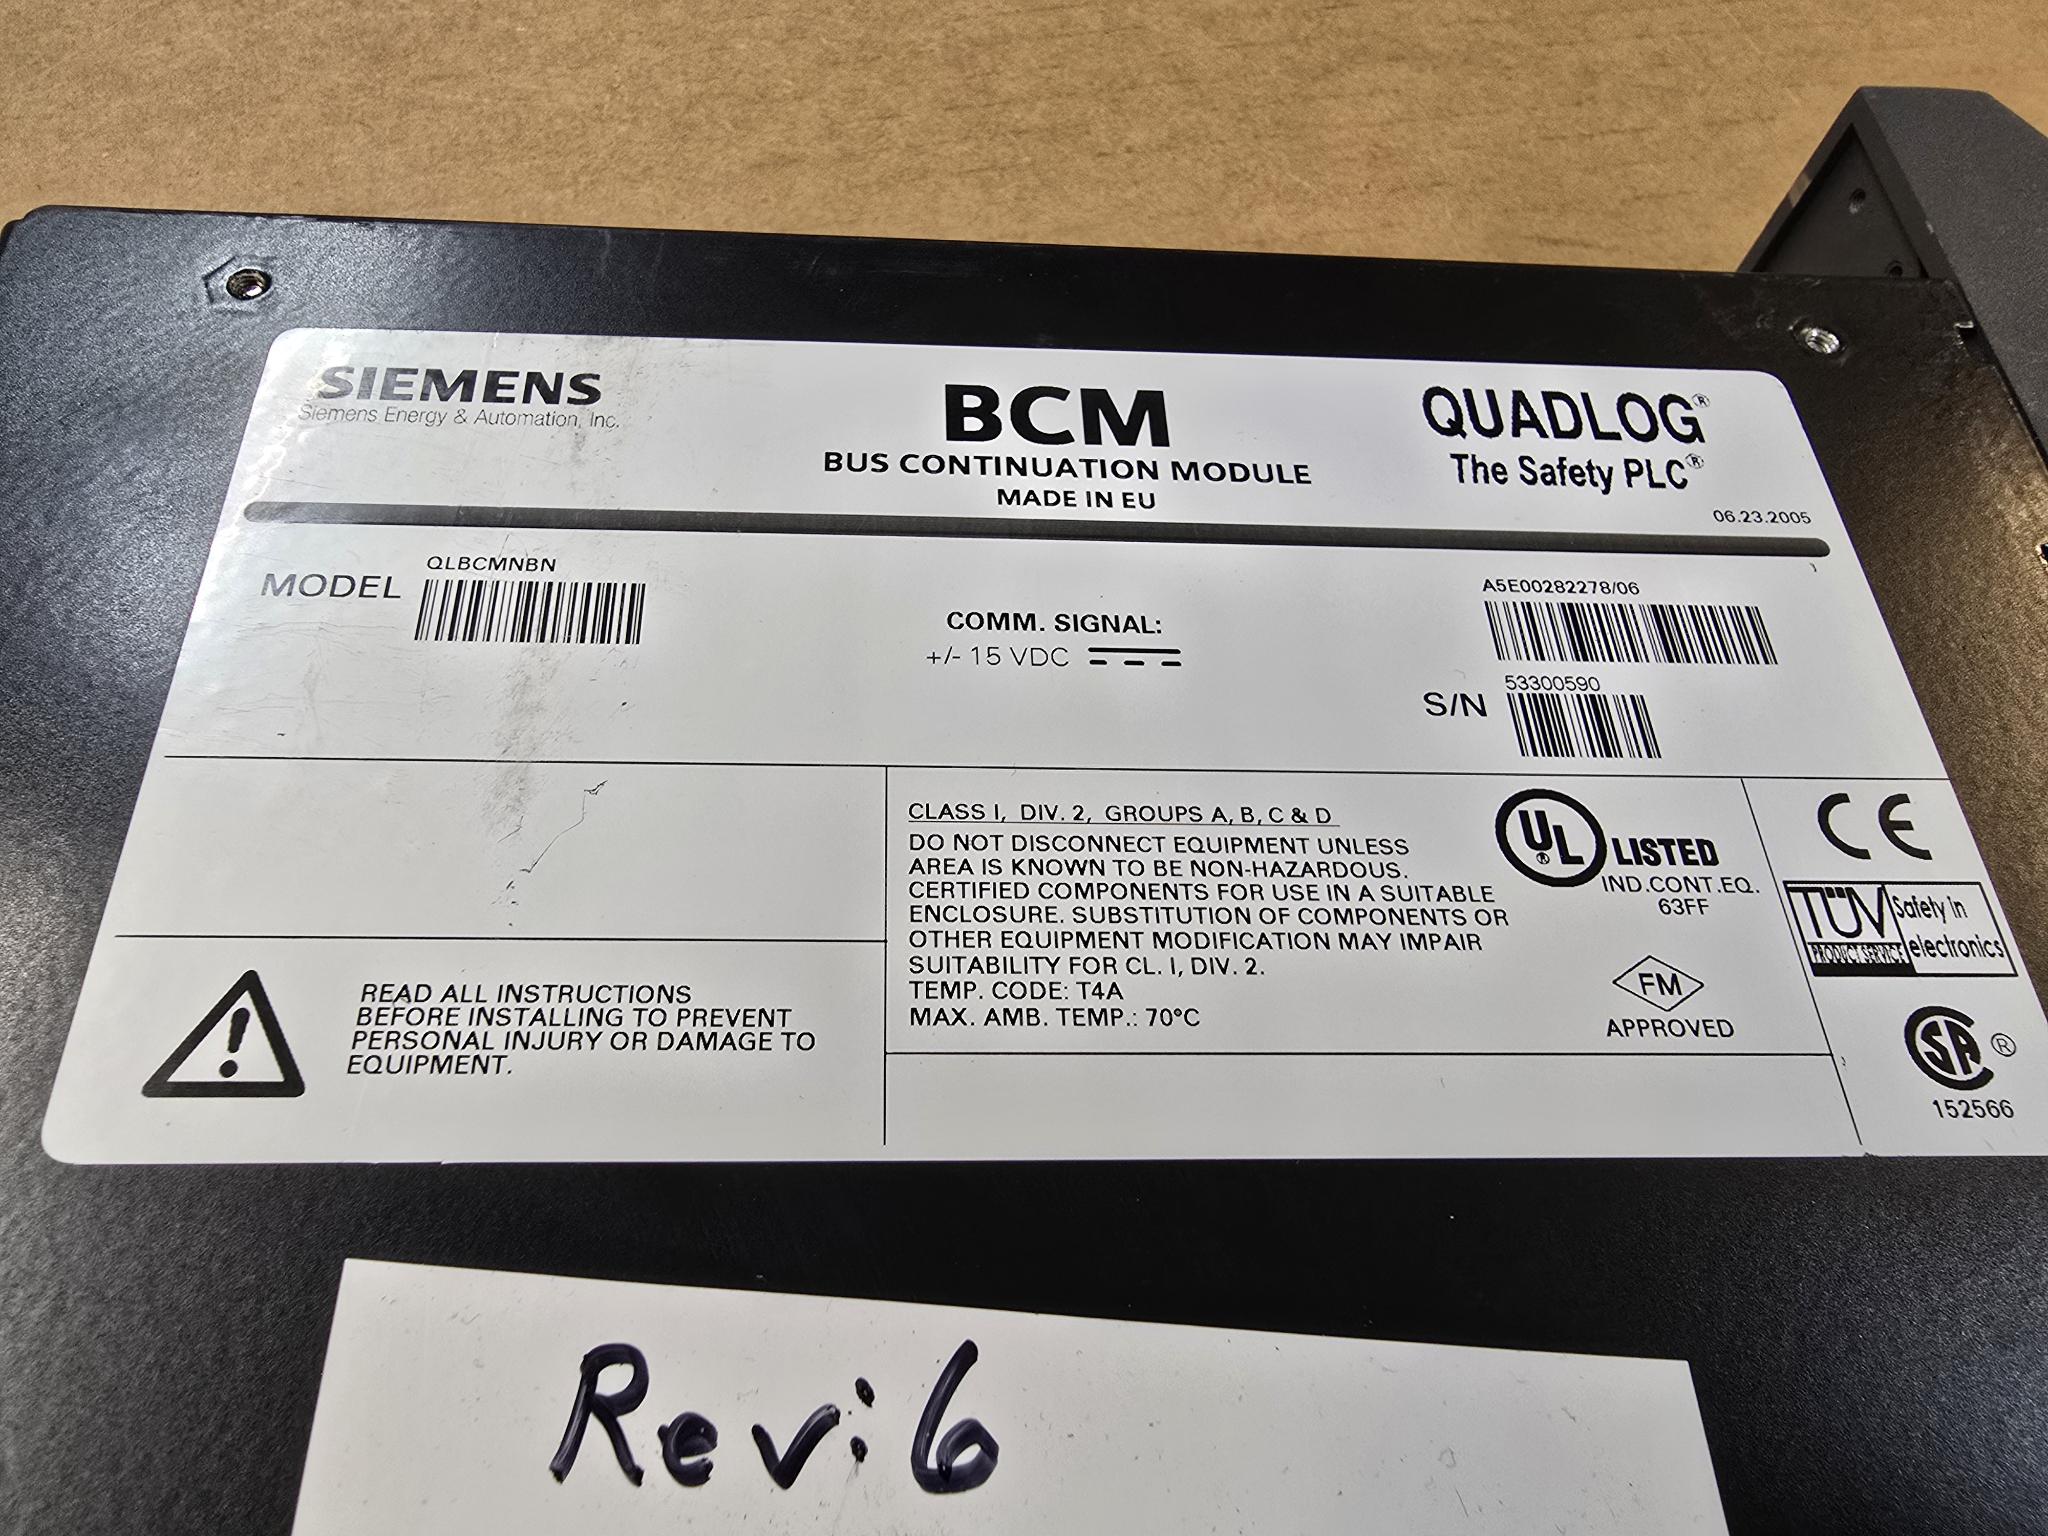 SIEMENS
Siemens Energy & Automation, Inc.
BCM
BUS CONTINUATION MODULE
MADE IN EU
QUADLOG®
The Safety PLC®
06.23.2005
MODEL
QLBCMNBN
COMM. SIGNAL:
+/- 15 VDC
A5E00282278/06
S/N
53300590
READ ALL INSTRUCTIONS
BEFORE INSTALLING TO PREVENT
PERSONAL INJURY OR DAMAGE TO
EQUIPMENT.
CLASS I, DIV. 2, GROUPS A, B, C & D
DO NOT DISCONNECT EQUIPMENT UNLESS
AREA IS KNOWN TO BE NON-HAZARDOUS.
CERTIFIED COMPONENTS FOR USE IN A SUITABLE
ENCLOSURE. SUBSTITUTION OF COMPONENTS OR
OTHER EQUIPMENT MODIFICATION MAY IMPAIR
SUITABILITY FOR CL. I, DIV. 2.
TEMP. CODE: T4A
MAX. AMB. TEMP.: 70°C
UL® LISTED
IND.CONT.EQ.
63FF
FM
APPROVED
CE
TÜV
PRODUCT SERVICE
Safety in
electronics
SA®
152566
Rev:6